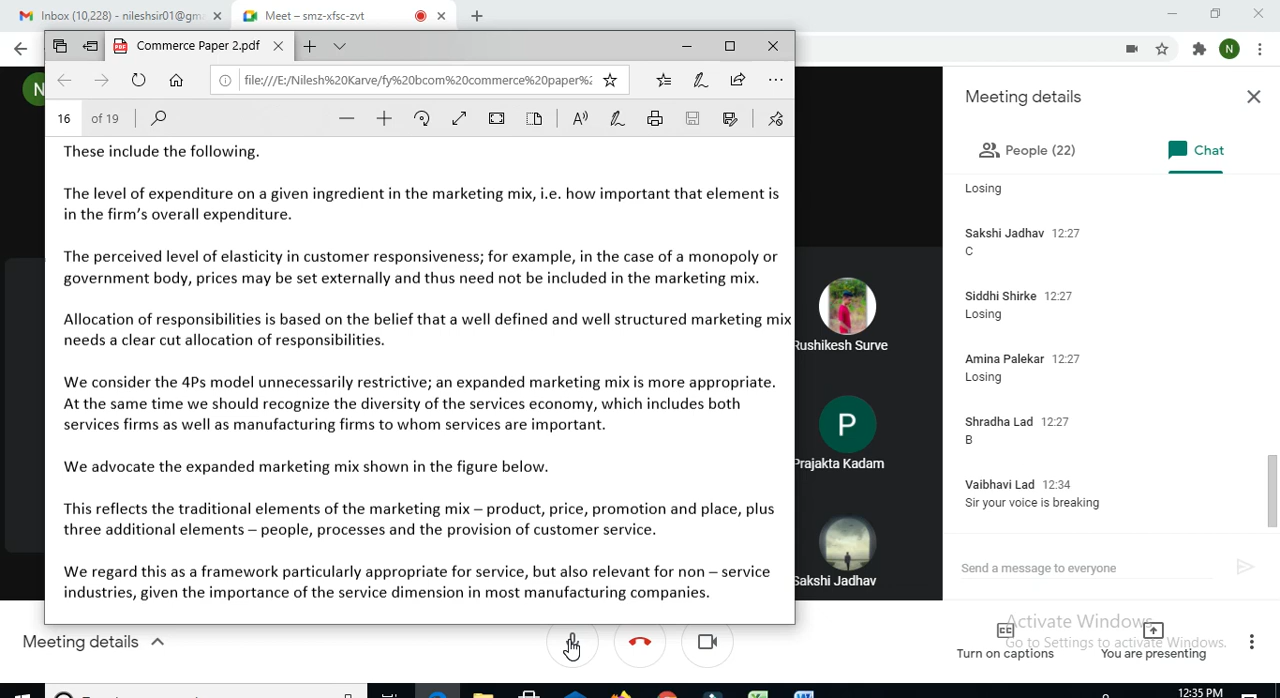 Inbox (10,228) - nileshsir01@gma
Meet – smz-xfsc-zvt
Commerce Paper 2.pdf
file:///E:/Nilesh%20Karve/fy%20bcom%20commerce%20paper%2
16 of 19
These include the following.
The level of expenditure on a given ingredient in the marketing mix, i.e. how important that element is
in the firm's overall expenditure.
The perceived level of elasticity in customer responsiveness; for example, in the case of a monopoly or
government body, prices may be set externally and thus need not be included in the marketing mix.
Allocation of responsibilities is based on the belief that a well defined and well structured marketing mix
needs a clear cut allocation of responsibilities.
We consider the 4Ps model unnecessarily restrictive; an expanded marketing mix is more appropriate.
At the same time we should recognize the diversity of the services economy, which includes both
services firms as well as manufacturing firms to whom services are important.
We advocate the expanded marketing mix shown in the figure below.
This reflects the traditional elements of the marketing mix – product, price, promotion and place, plus
three additional elements – people, processes and the provision of customer service.
We regard this as a framework particularly appropriate for service, but also relevant for non – service
industries, given the importance of the service dimension in most manufacturing companies.
N
N
Rushikesh Surve
P
Prajakta Kadam
Sakshi Jadhav
Meeting details
People (22)
Chat
Losing
Sakshi Jadhav 12:27
C
Siddhi Shirke 12:27
Losing
Amina Palekar 12:27
Losing
Shradha Lad 12:27
B
Vaibhavi Lad 12:34
Sir your voice is breaking
Send a message to everyone
Activate Windows
Go to Settings to activate Windows.
Meeting details
Turn on captions
You are presenting
12:35 PM